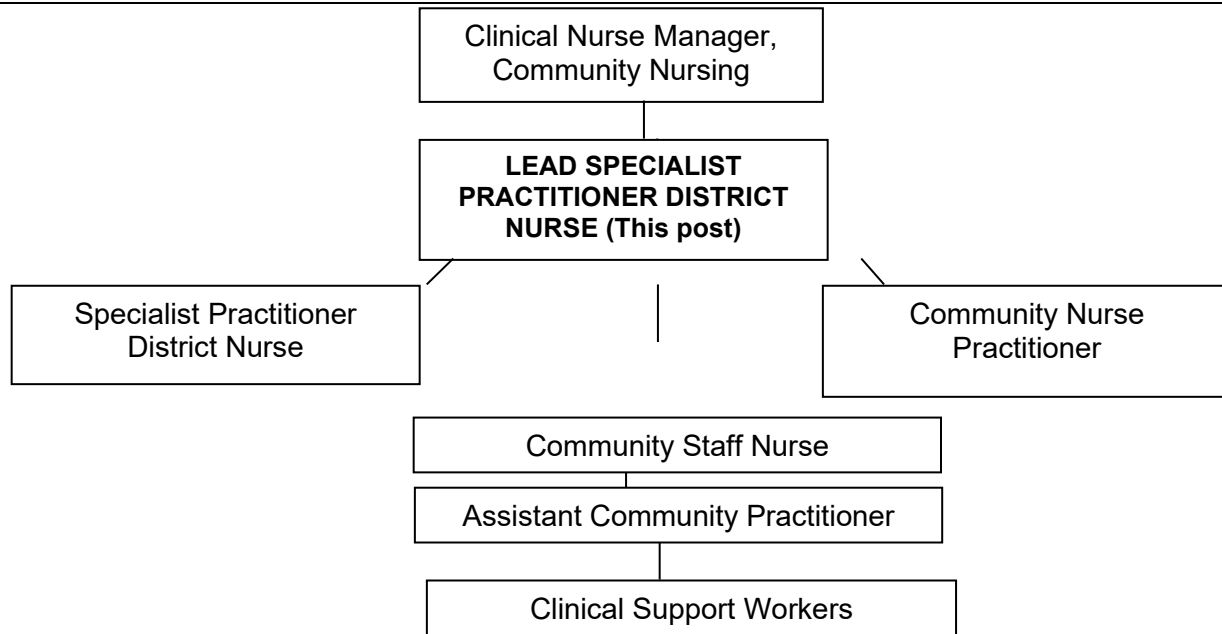 Clinical Nurse Manager,
Community Nursing
LEAD SPECIALIST
PRACTITIONER DISTRICT
NURSE (This post)
Specialist Practitioner
District Nurse
Community Nurse
Practitioner
Community Staff Nurse
Assistant Community Practitioner
Clinical Support Workers